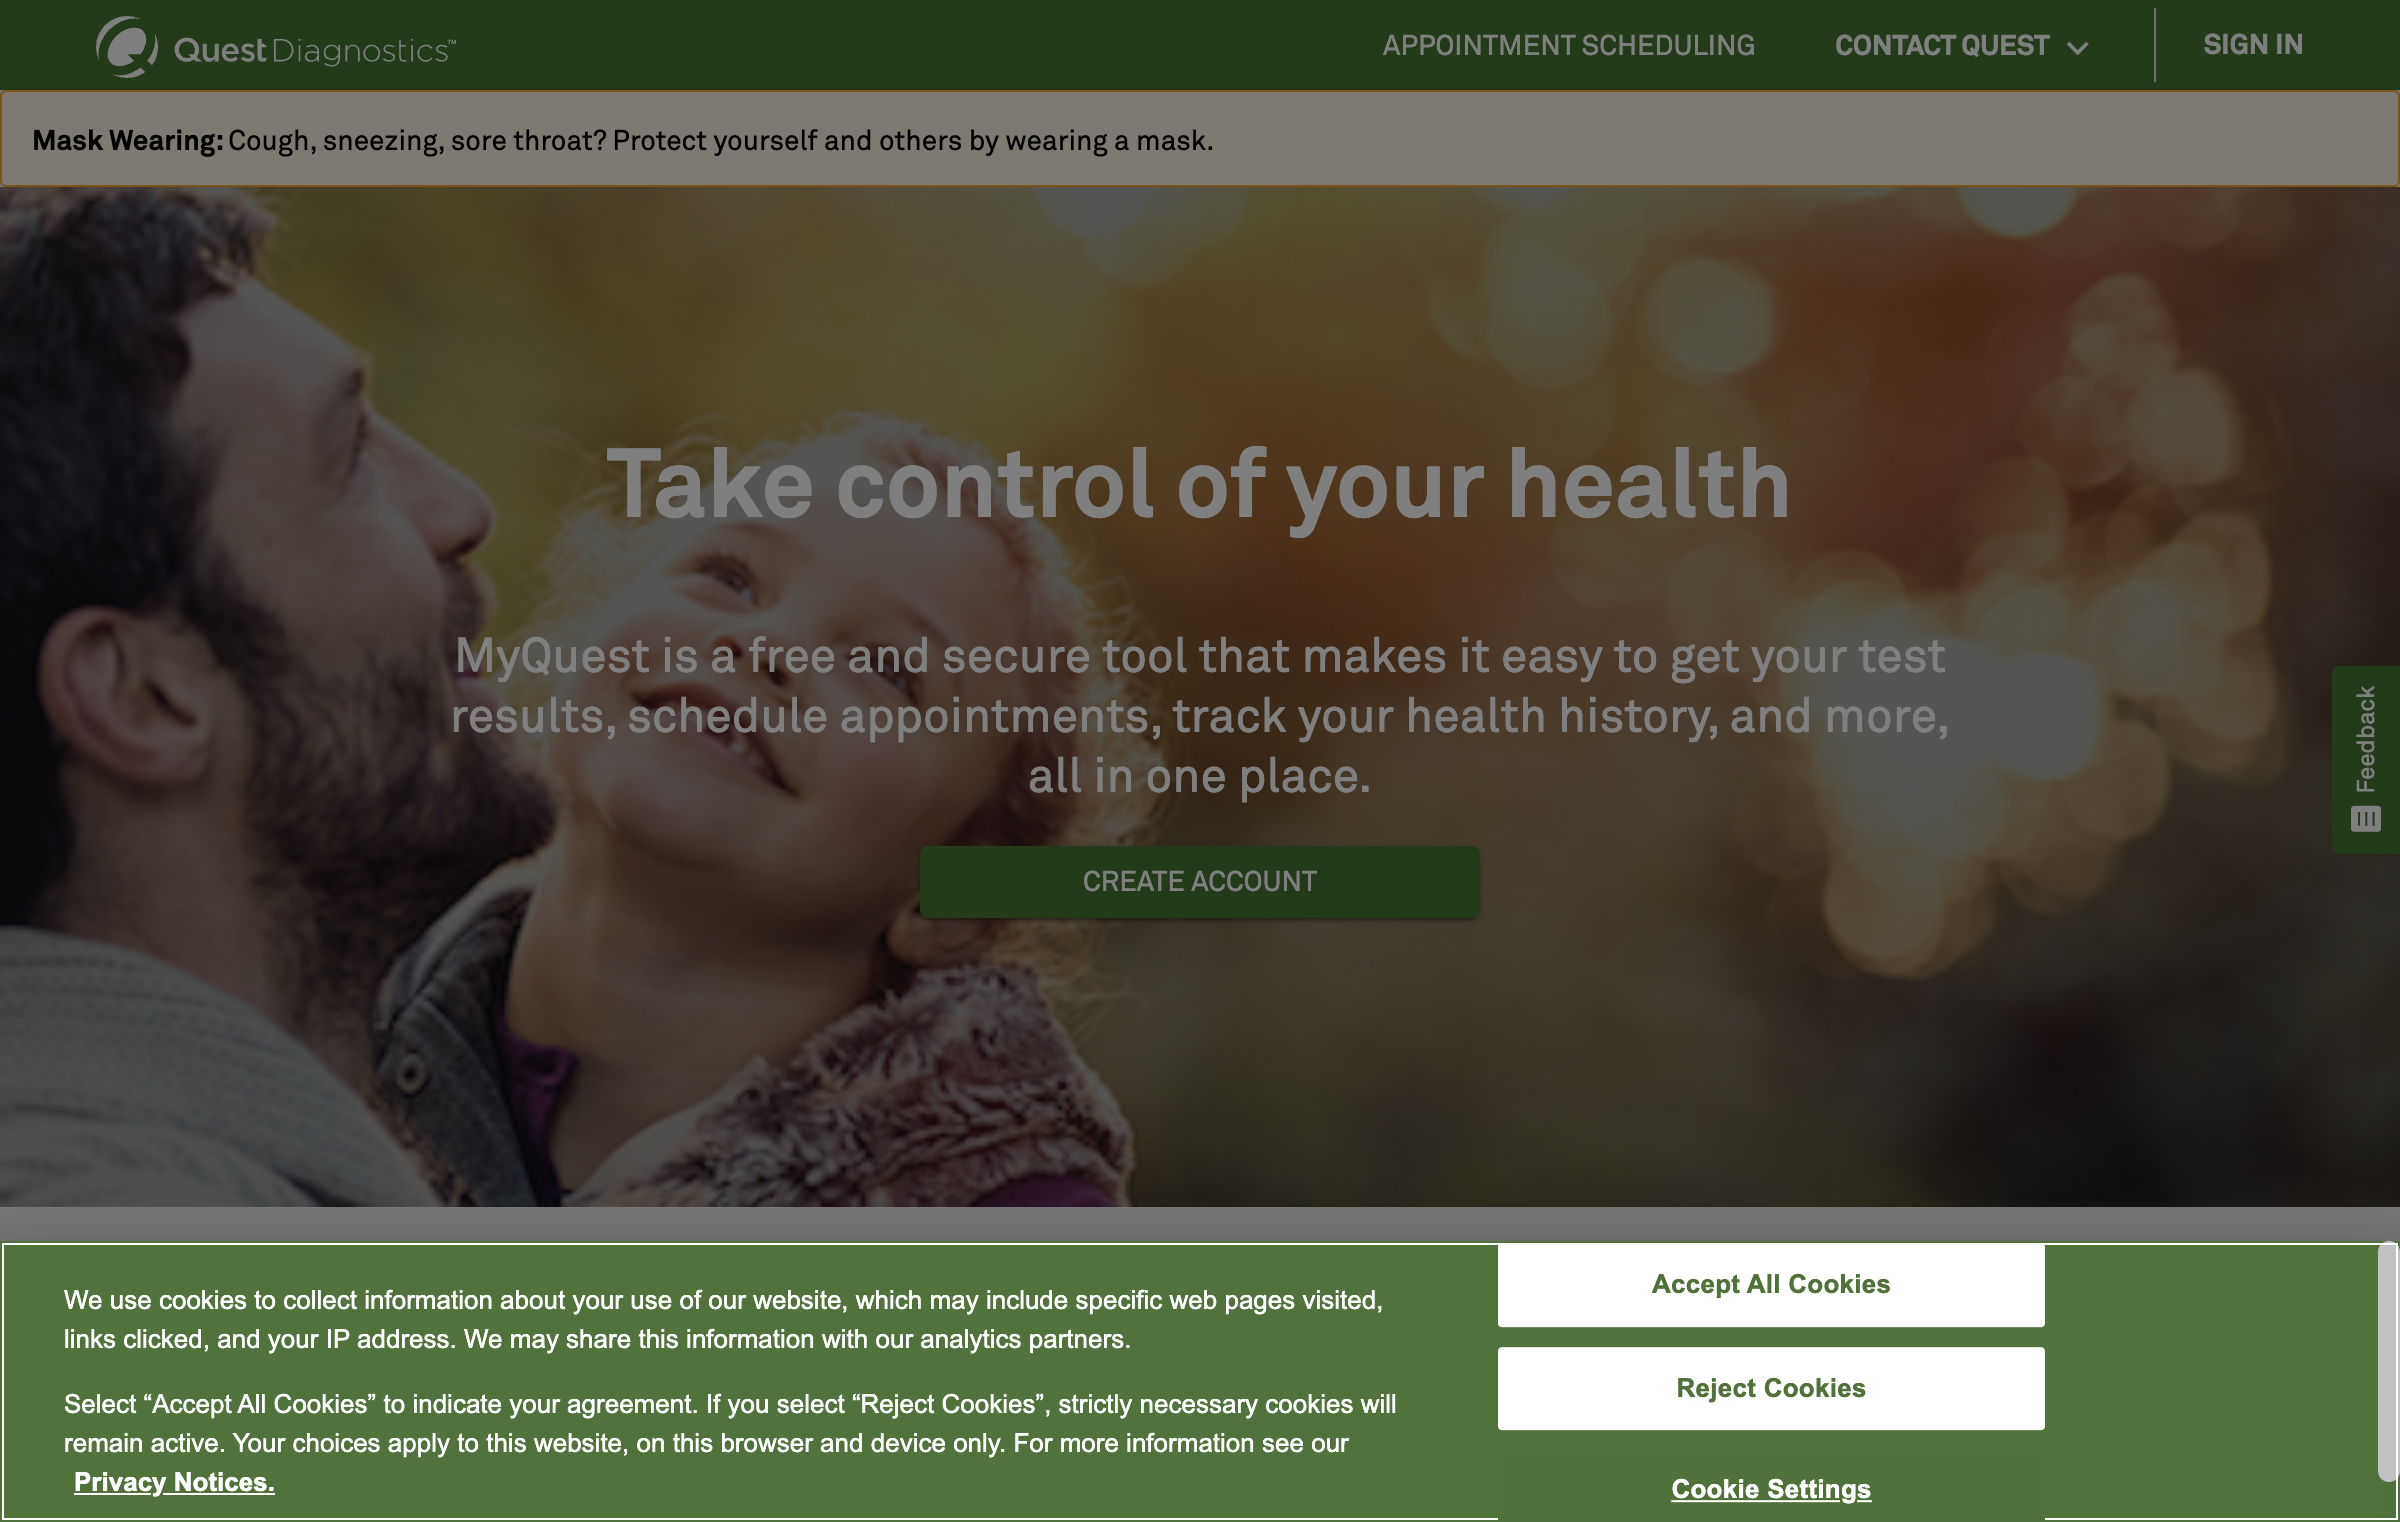 Quest Diagnostics™
APPOINTMENT SCHEDULING
CONTACT QUEST
SIGN IN
Mask Wearing: Cough, sneezing, sore throat? Protect yourself and others by wearing a mask.
Take control of your health
MyQuest is a free and secure tool that makes it easy to get your test
results, schedule appointments, track your health history, and more,
all in one place.
CREATE ACCOUNT
Feedback
We use cookies to collect information about your use of our website, which may include specific web pages visited,
links clicked, and your IP address. We may share this information with our analytics partners.
Select “Accept All Cookies” to indicate your agreement. If you select “Reject Cookies”, strictly necessary cookies will
remain active. Your choices apply to this website, on this browser and device only. For more information see our
Privacy Notices.
Accept All Cookies
Reject Cookies
Cookie Settings